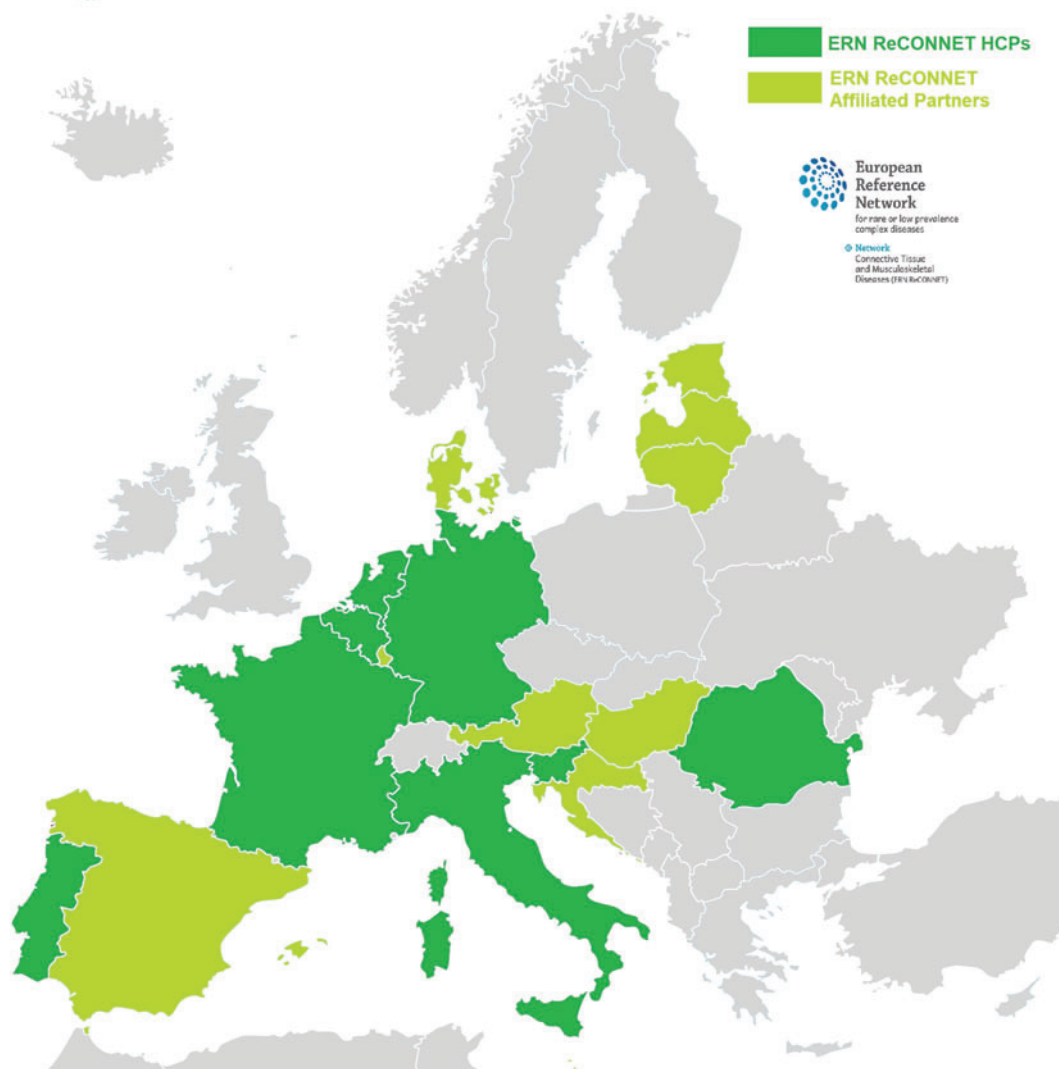 ERN ReCONNET HCPs
ERN ReCONNET
Affiliated Partners
European
Reference
Network
for rare or low prevalence
complex diseases
Network
Connective Tissue
and Musculoskeletal
Diseases (ERN ReCONNET)